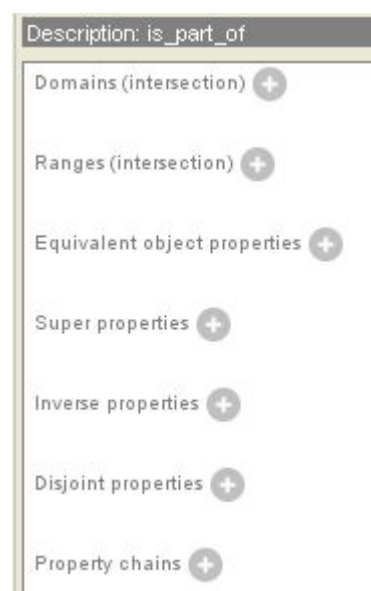 Description: is_part_of
Domains (intersection)
Ranges (intersection)
Equivalent object properties
Super properties
Inverse properties
Disjoint properties
Property chains